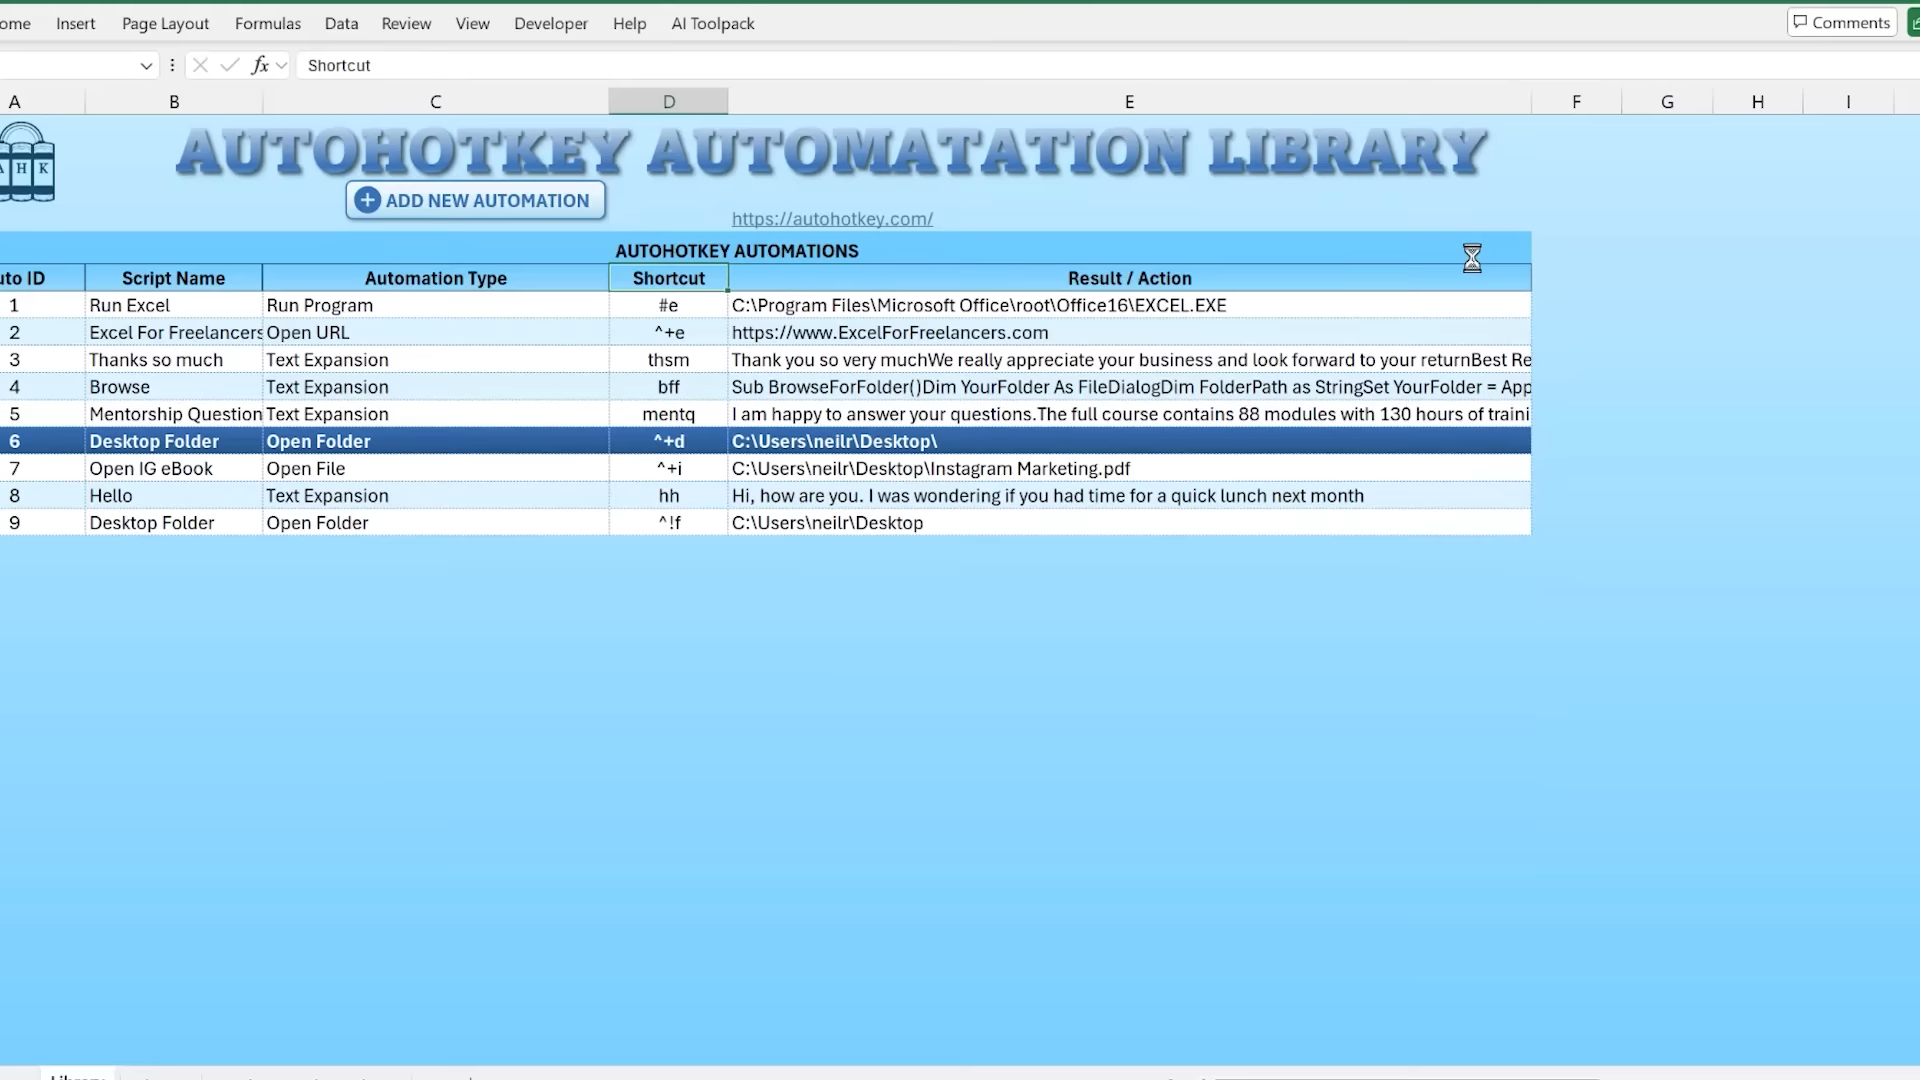 Insert Page Layout Formulas Data Review View Developer Help AI Toolpack Comments
fx Shortcut
A B C D E F G H I
H K
AUTOHOTKEY AUTOMATATION LIBRARY
ADD NEW AUTOMATION
https://autohotkey.com/
AUTOHOTKEY AUTOMATIONS
ID Script Name Automation Type Shortcut Result / Action
1 Run Excel Run Program #e C:\Program Files\Microsoft Office\root\Office16\EXCEL.EXE
2 Excel For Freelancers Open URL ^+e https://www.ExcelForFreelancers.com
3 Thanks so much Text Expansion thsm Thank you so very muchWe really appreciate your business and look forward to your returnBest Re
4 Browse Text Expansion bff Sub BrowseForFolder()Dim YourFolder As FileDialogDim FolderPath as StringSet YourFolder = App
5 Mentorship Question Text Expansion mentq I am happy to answer your questions.The full course contains 88 modules with 130 hours of traini
6 Desktop Folder Open Folder ^+d C:\Users\neilr\Desktop\
7 Open IG eBook Open File ^+i C:\Users\neilr\Desktop\Instagram Marketing.pdf
8 Hello Text Expansion hh Hi, how are you. I was wondering if you had time for a quick lunch next month
9 Desktop Folder Open Folder ^!f C:\Users\neilr\Desktop